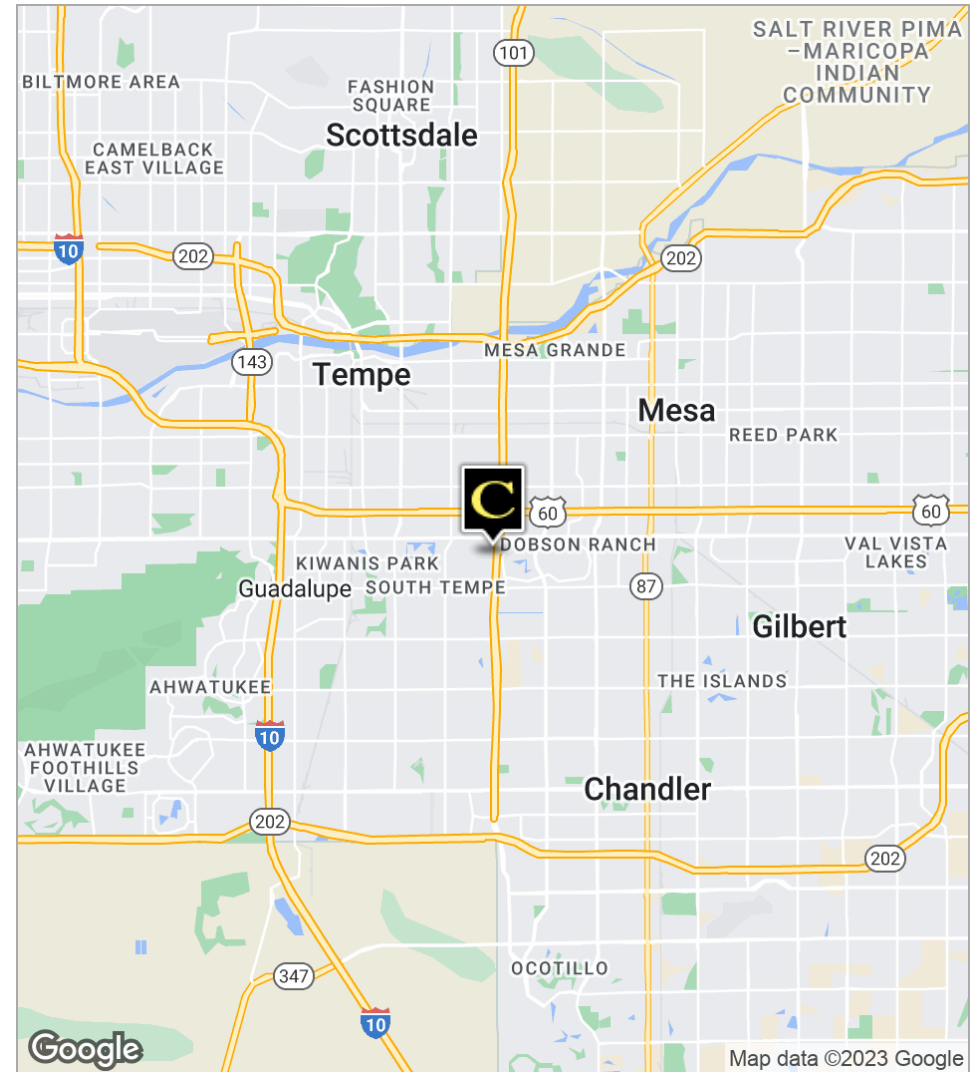 SALT RIVER PIMA
–MARICOPA
INDIAN
COMMUNITY
101
BILTMORE AREA
FASHION
SQUARE
Scottsdale
CAMELBACK
EAST VILLAGE
10
202
202
MESA GRANDE
143
Tempe
Mesa
REED PARK
C
60
60
DOBSON RANCH
VAL VISTA
LAKES
KIWANIS PARK
Guadalupe
SOUTH TEMPE
87
Gilbert
THE ISLANDS
AHWATUKEE
10
AHWATUKEE
FOOTHILLS
VILLAGE
Chandler
202
202
OCOTILLO
347
10
Google
Map data ©2023 Google